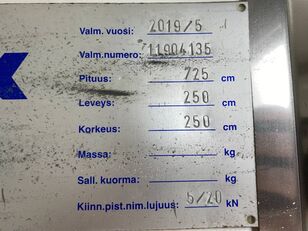 Valm. vuosi: 2019/5
Valm.numero: 11904135
Pituus: 725 cm
Leveys: 250 cm
Korkeus: 250 cm
Massa: kg
Sall. kuorma: kg
Kiinn.pist.nim.lujuus: 5/20 kN